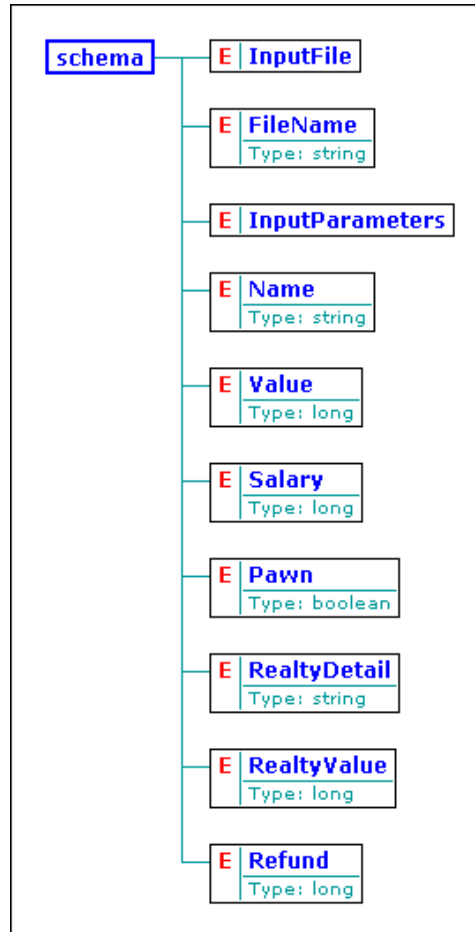 schema
E InputFile
E FileName
Type: string
E InputParameters
E Name
Type: string
E Value
Type: long
E Salary
Type: long
E Pawn
Type: boolean
E RealtyDetail
Type: string
E RealtyValue
Type: long
E Refund
Type: long